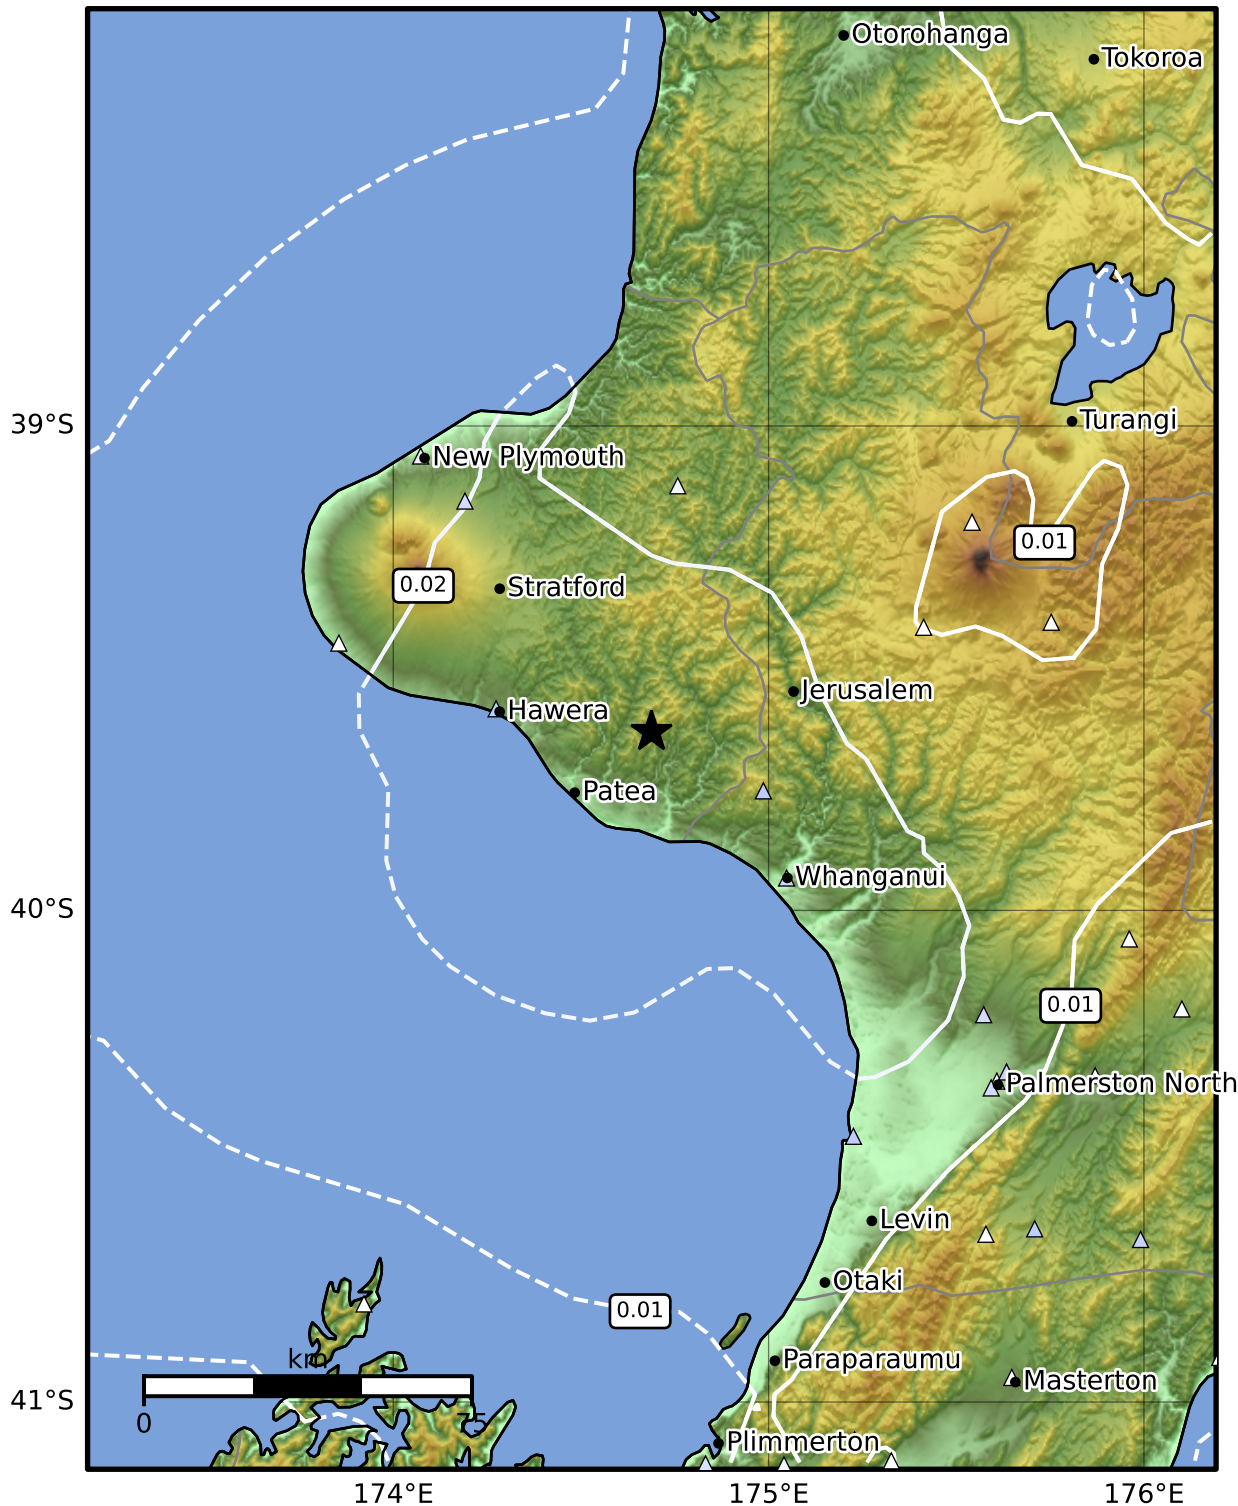 Otorohanga
Tokoroa
39°S
Turangi
New Plymouth
0.01
0.02
Stratford
Jerusalem
Hawera
Patea
Whanganui
40°S
0.01
Palmerston North
Levin
Otaki
0.01
km
Paraparaumu
Masterton
41°S
0
75
Plimmerton
174°E
175°E
176°E